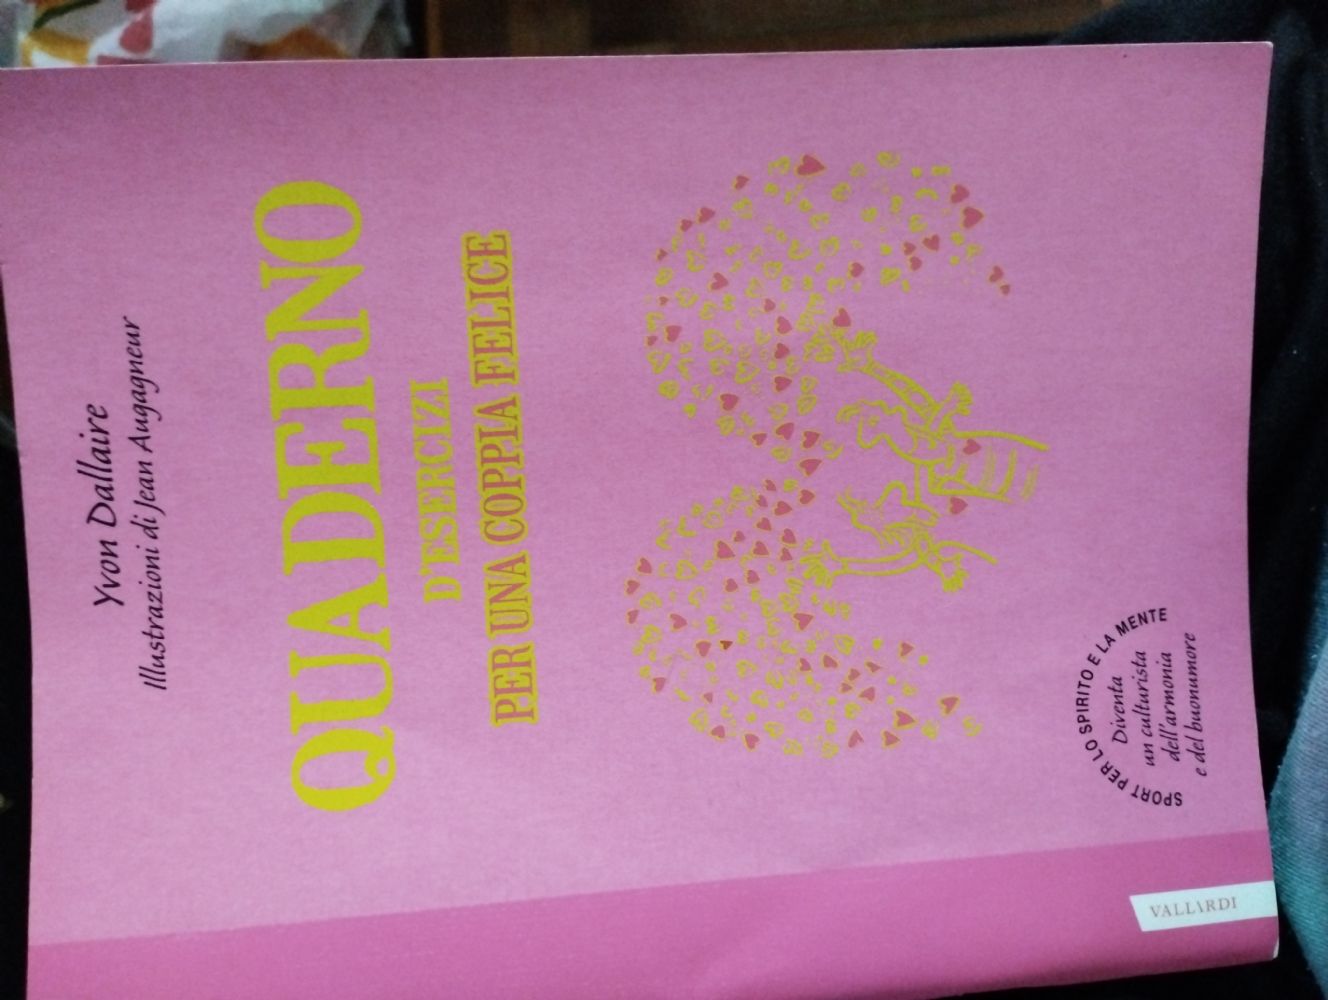 Yvon Dallaire
Illustrazioni di Jean Augagneur
QUADERNO
D'ESERCIZI
PER UNA COPPIA FELICE
SPORT PER LO SPIRITO E LA MENTE
Diventa
un culturista
dell'armonia
e del buonumore
VALLARDI